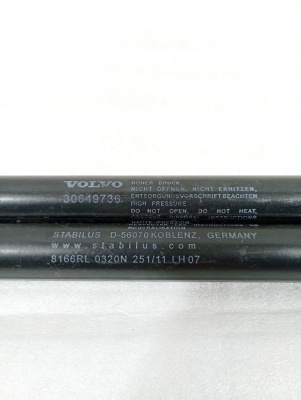 VOLVO
30649736
HOHER DRUCK,
NICHT ÖFFNEN, NICHT ERHITZEN,
ENTSORGUNGSVORSCHRIFT BEACHTEN
HIGH PRESSURE
DO NOT OPEN, DO NOT HEAT,
STABILUS D-56070 KOBLENZ, GERMANY
www.stabilus.com
8166RL 0320N 251/11 LH07